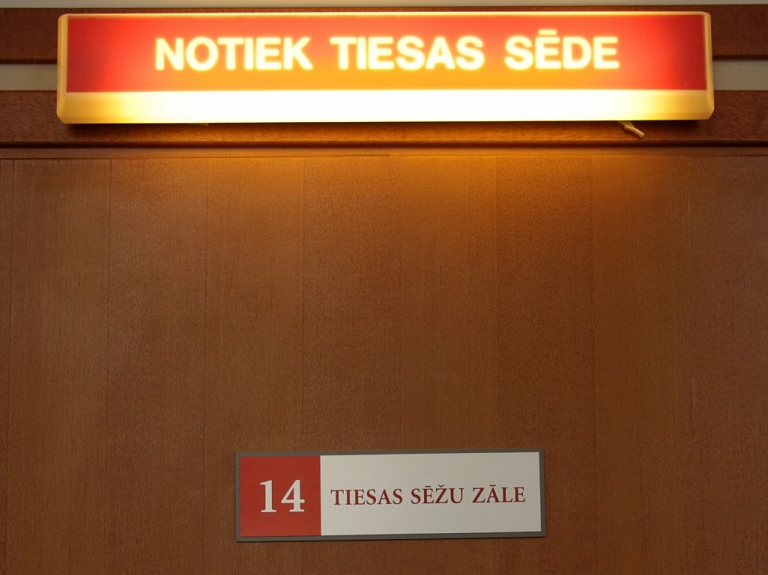 NOTIEK TIESAS SĒDE
14 TIESAS SĒŽU ZĀLE